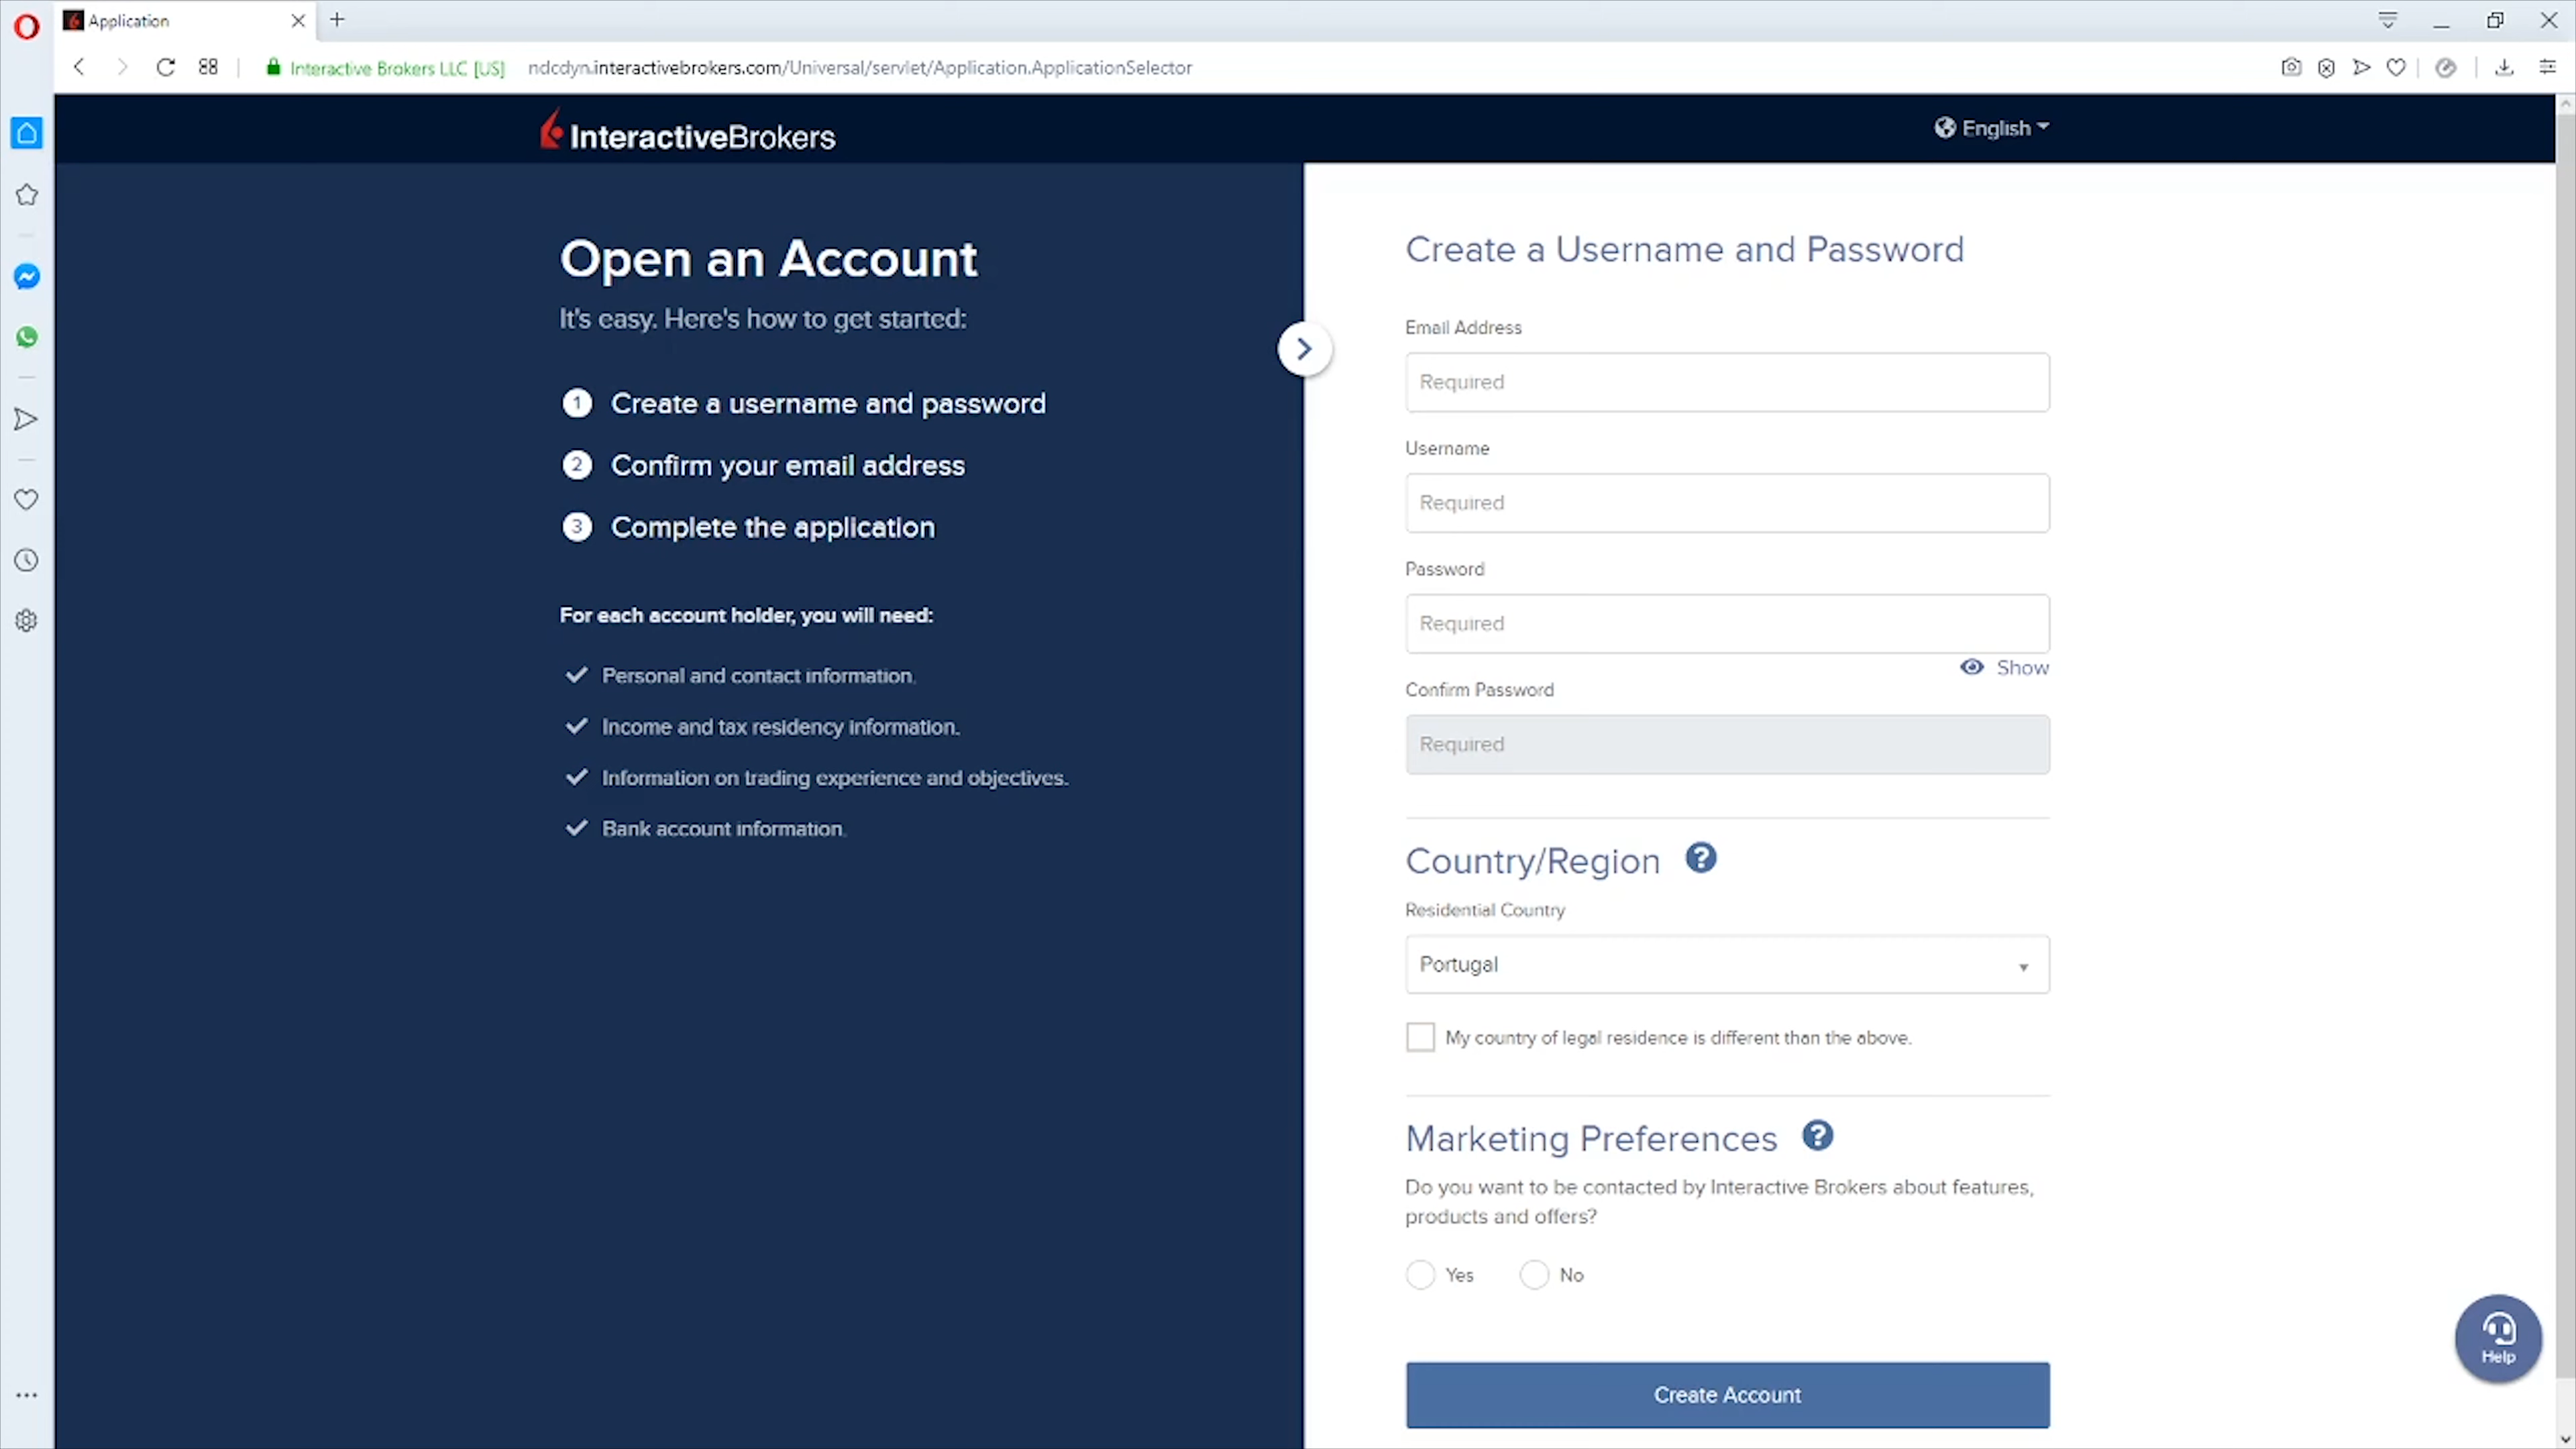 Application
Interactive Brokers LLC [US]
ndcdyn.interactivebrokers.com/Universal/servlet/Application.ApplicationSelector
InteractiveBrokers
English
Open an Account
It's easy. Here's how to get started:
1 Create a username and password
2 Confirm your email address
3 Complete the application
For each account holder, you will need:
Personal and contact information.
Income and tax residency information.
Information on trading experience and objectives.
Bank account information.
Create a Username and Password
Email Address
Required
Username
Required
Password
Required
Show
Confirm Password
Required
Country/Region ?
Residential Country
Portugal
My country of legal residence is different than the above.
Marketing Preferences ?
Do you want to be contacted by Interactive Brokers about features,
products and offers?
Yes No
Help
Create Account